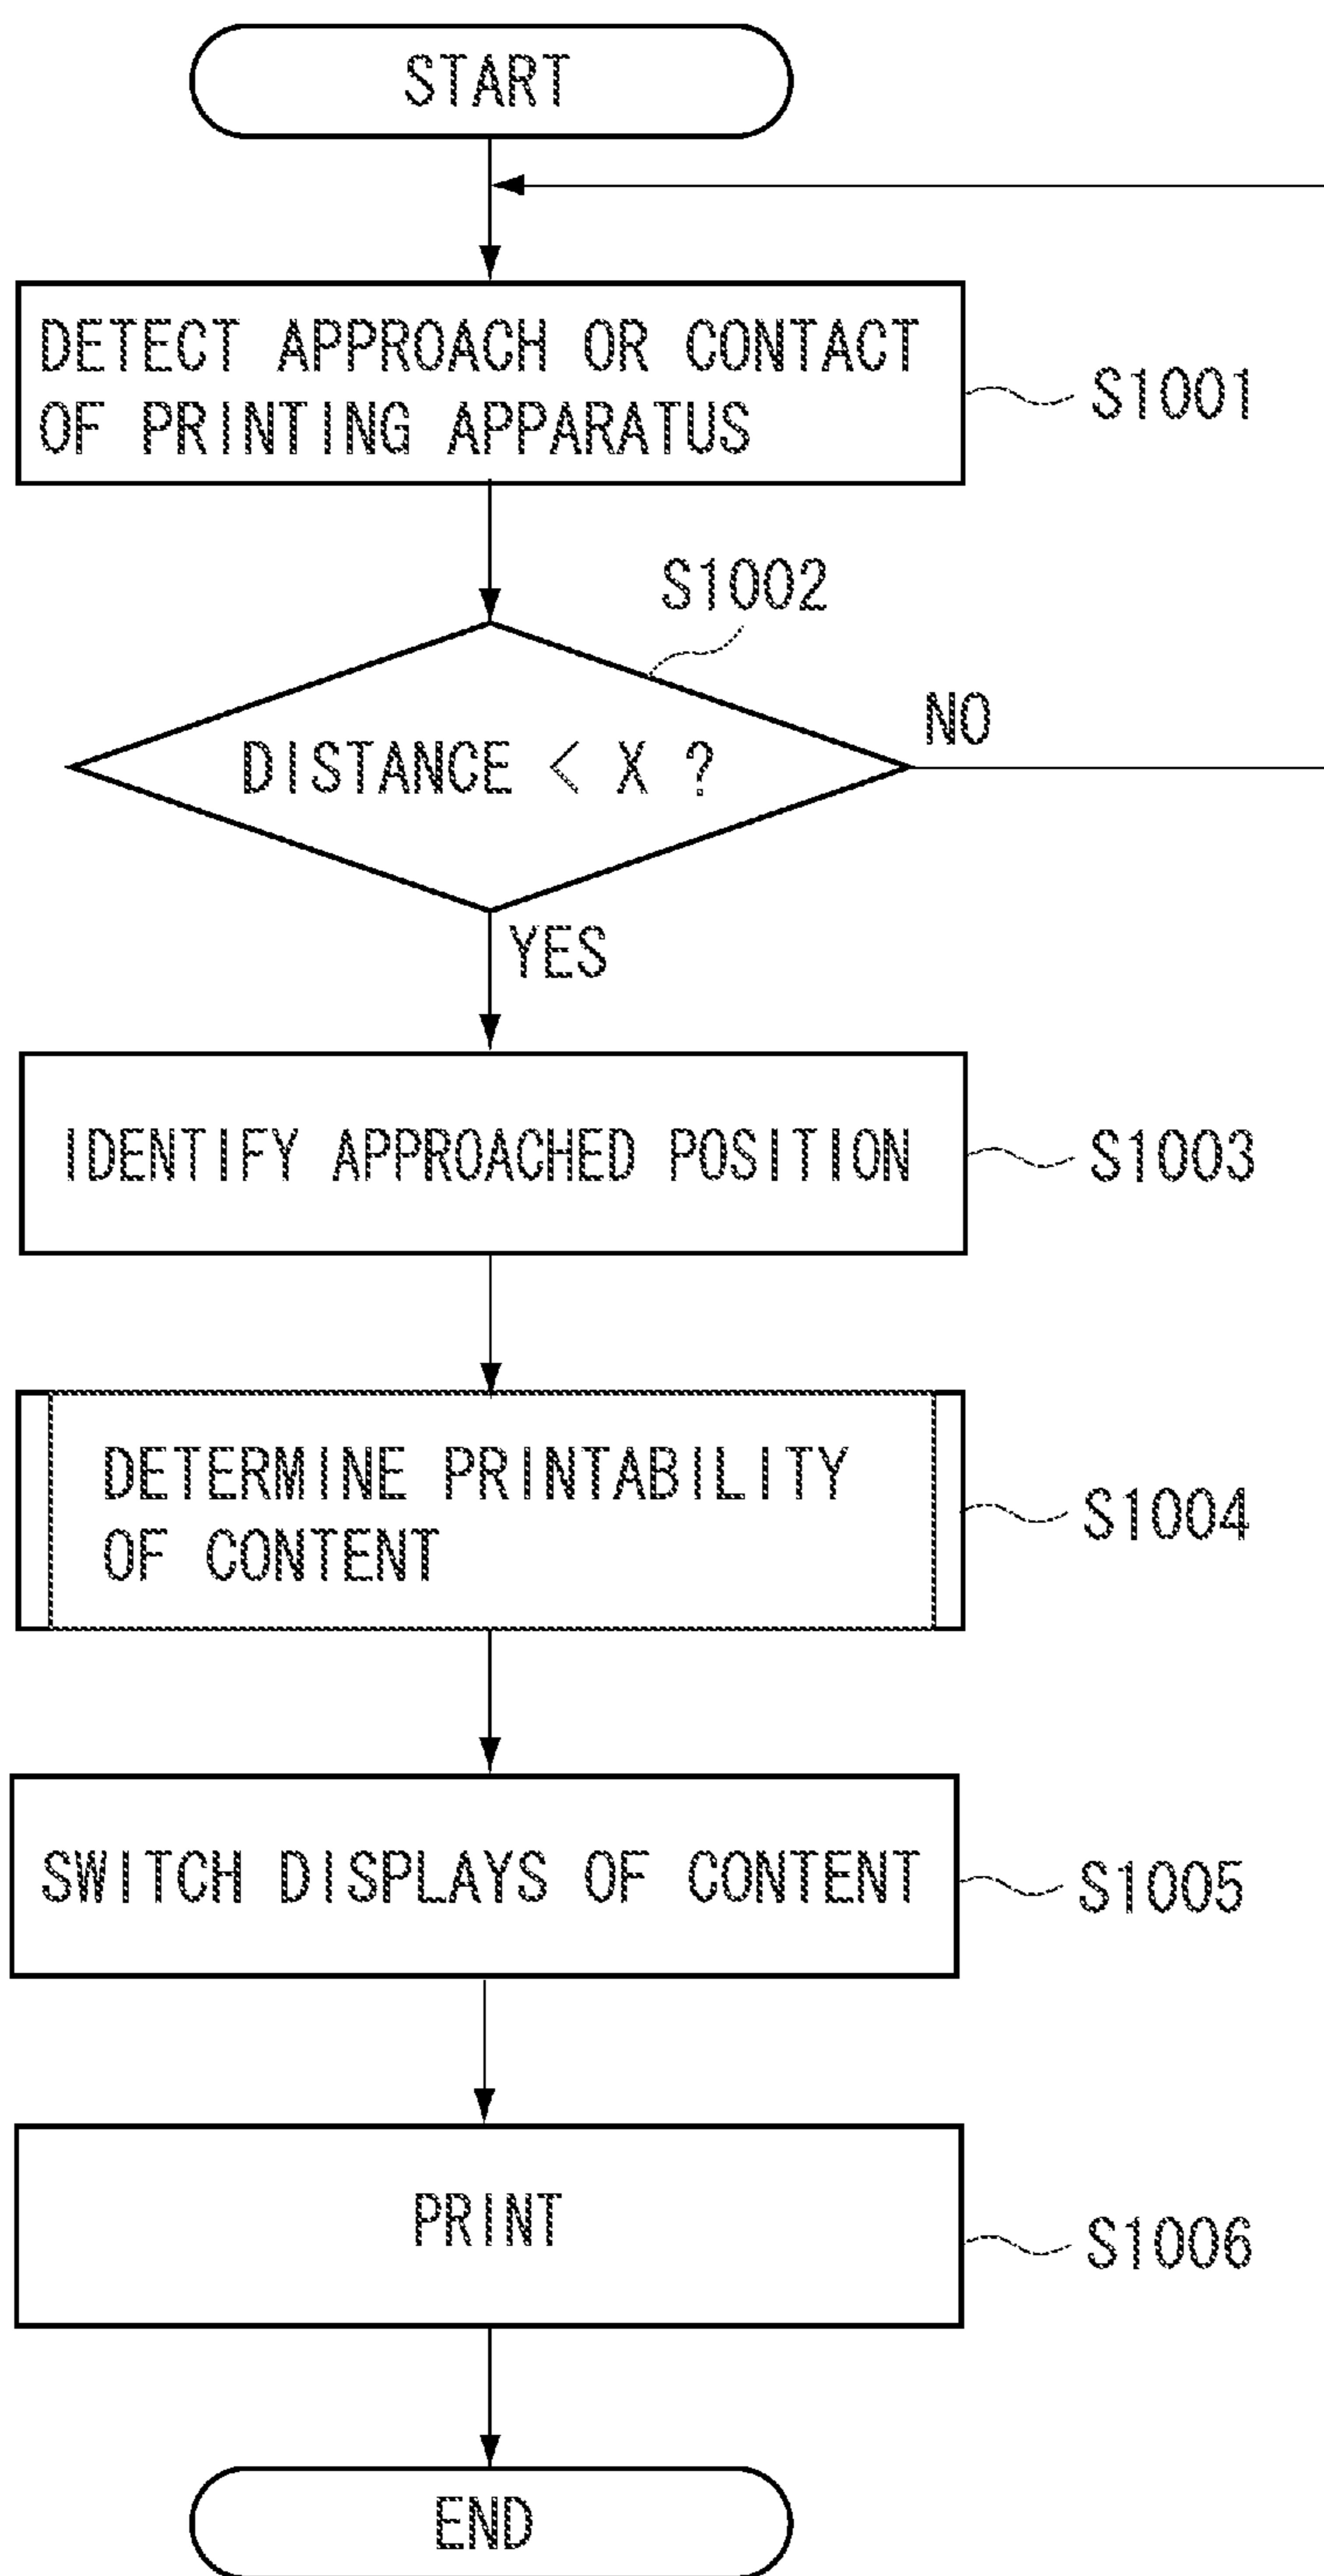 START
DETECT APPROACH OR CONTACT
OF PRINTING APPARATUS
S1001
S1002
DISTANCE < X ?
NO
YES
IDENTIFY APPROACHED POSITION
S1003
DETERMINE PRINTABILITY
OF CONTENT
S1004
SWITCH DISPLAYS OF CONTENT
S1005
PRINT
S1006
END